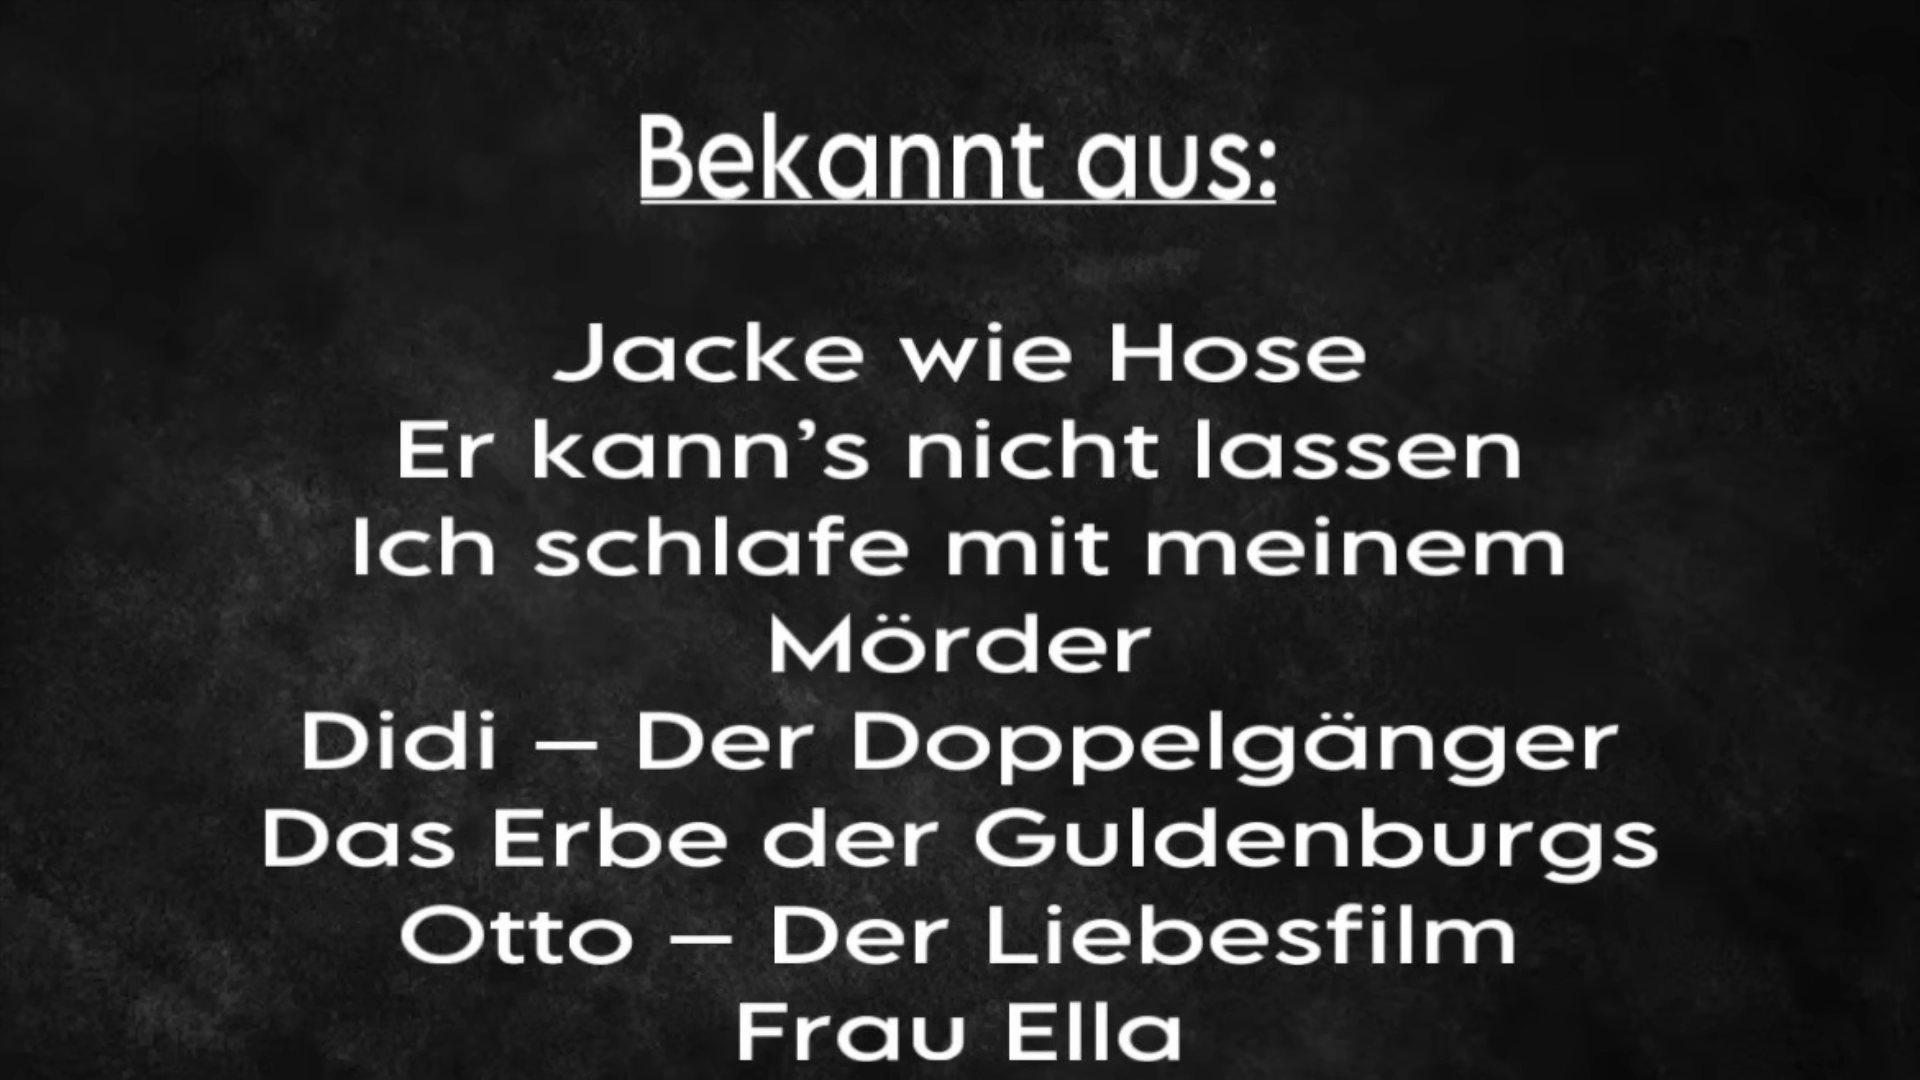 Bekannt aus:
Jacke wie Hose
Er kann’s nicht lassen
Ich schlafe mit meinem
Mörder
Didi – Der Doppelgänger
Das Erbe der Guldenburgs
Otto – Der Liebesfilm
Frau Ella